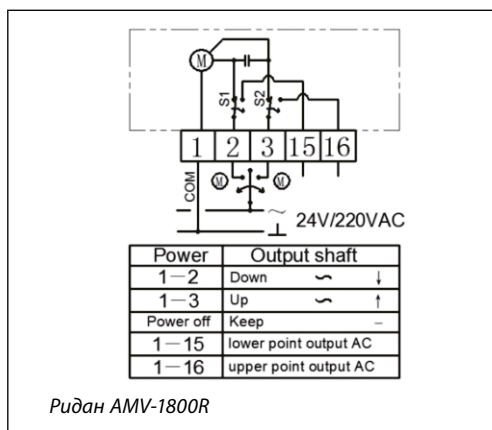 M
S1
S2
1 2 3 15 16
COM
M M
~
24V/220VAC
Power Output shaft
1—2 Down ∽ ↓
1—3 Up ∽ ↑
Power off Keep –
1—15 lower point output AC
1—16 upper point output AC
Ридан AMV-1800R